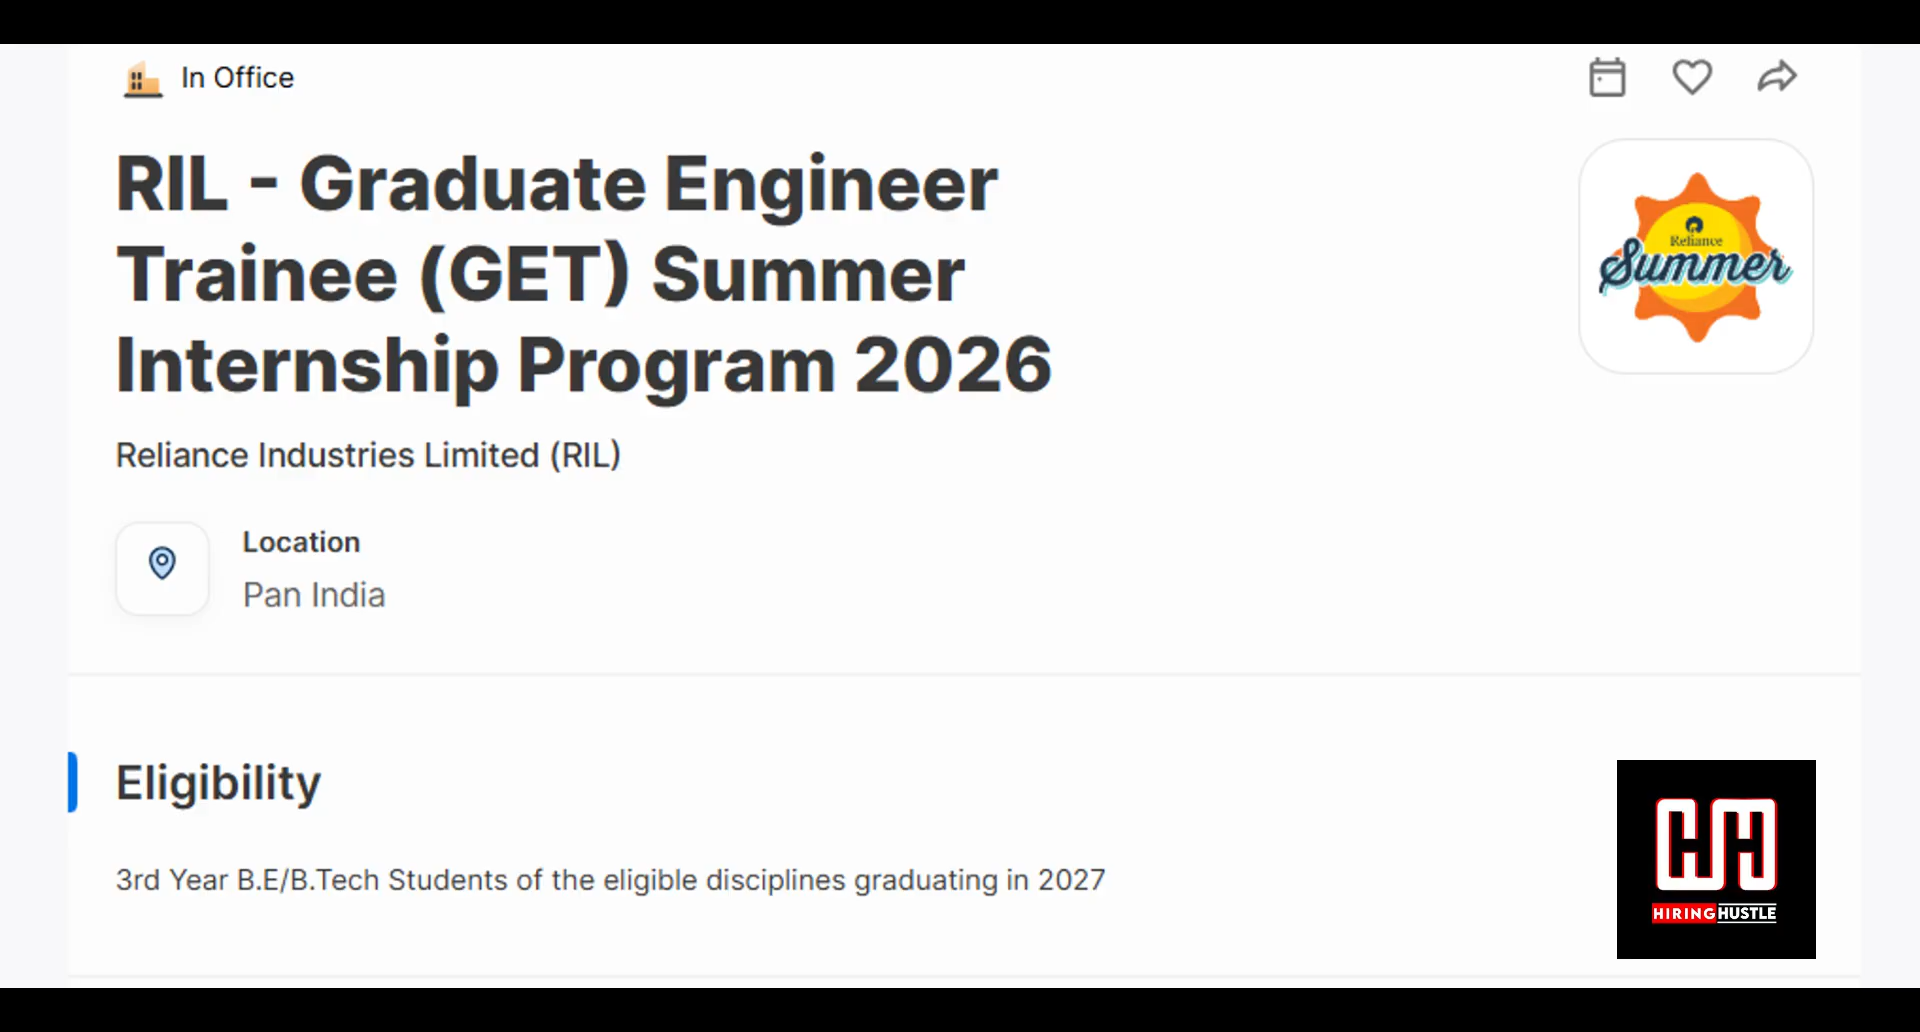 In Office
RIL - Graduate Engineer
Trainee (GET) Summer
Internship Program 2026
Reliance
Summer
Reliance Industries Limited (RIL)
Location
Pan India
Eligibility
3rd Year B.E/B.Tech Students of the eligible disciplines graduating in 2027
HIRING HUSTLE